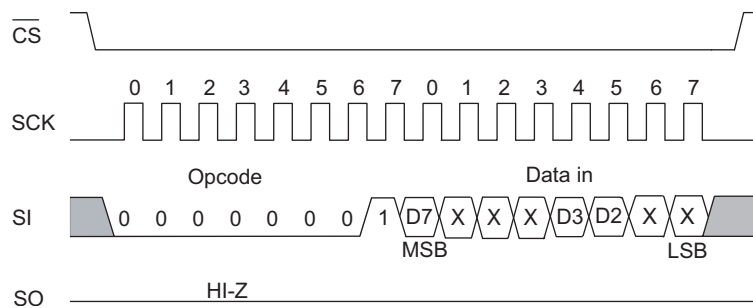 CS
0 1 2 3 4 5 6 7 0 1 2 3 4 5 6 7
SCK
Opcode Data in
SI 0 0 0 0 0 0 0 1 D7 X X X D3 D2 X X
MSB LSB
HI-Z
SO